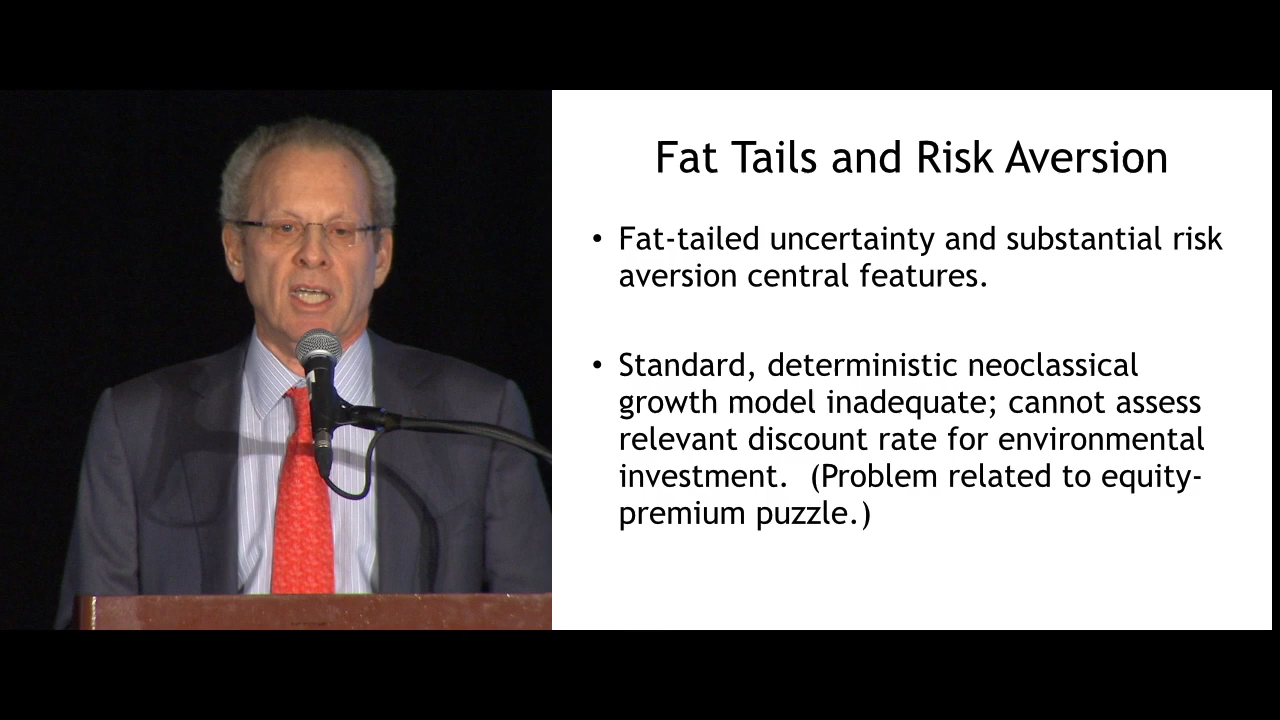 Fat Tails and Risk Aversion
• Fat-tailed uncertainty and substantial risk
aversion central features.
• Standard, deterministic neoclassical
growth model inadequate; cannot assess
relevant discount rate for environmental
investment.  (Problem related to equity-
premium puzzle.)